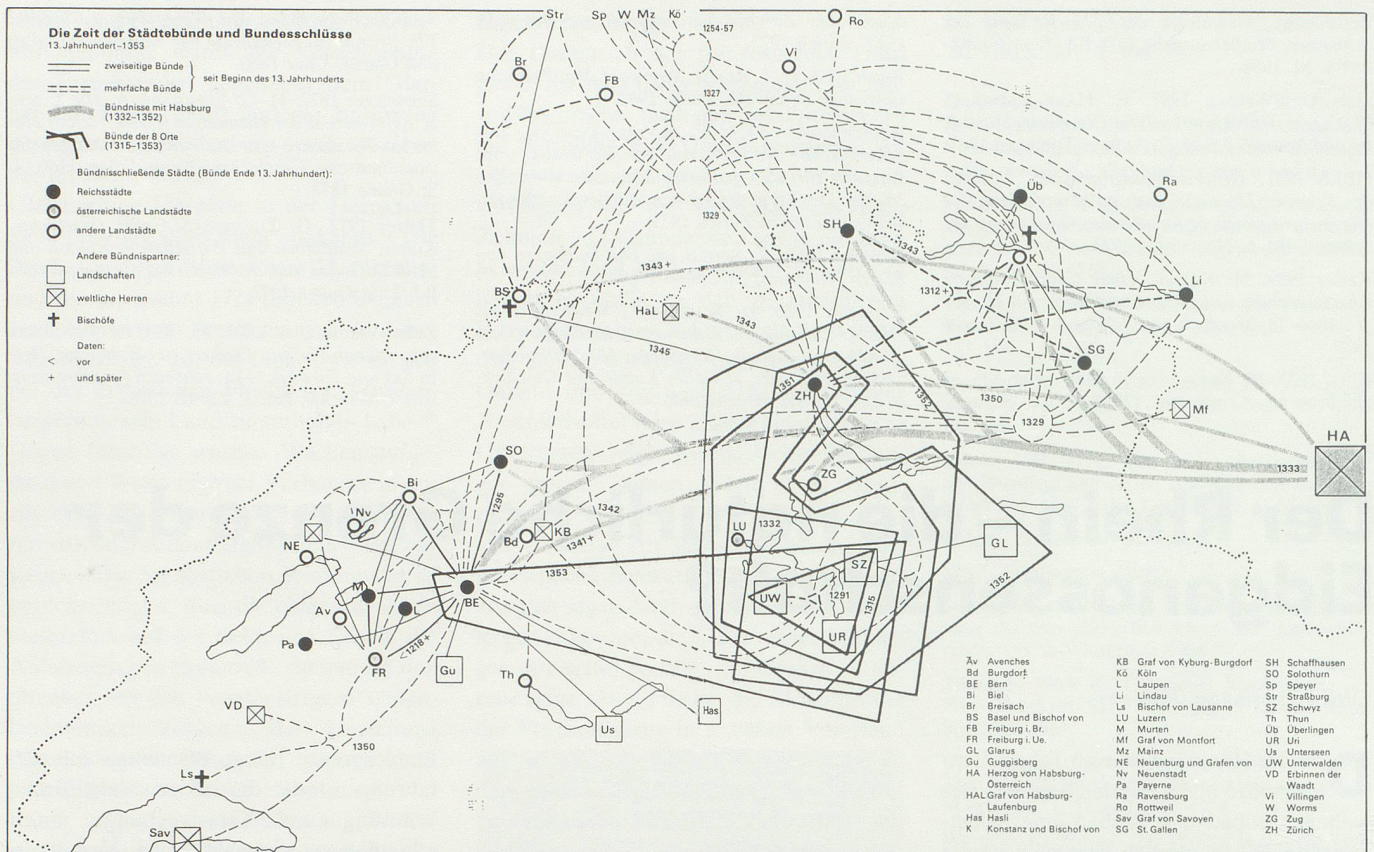 Die Zeit der Städtebünde und Bundesschlüsse
13. Jahrhundert–1353
zweiseitige Bünde
mehrfache Bünde
seit Beginn des 13. Jahrhunderts
Bündnisse mit Habsburg
(1332–1352)
Bünde der 8 Orte
(1315–1353)
Bündnisschließende Städte (Bünde Ende 13. Jahrhundert):
Reichsstädte
österreichische Landstädte
andere Landstädte
Andere Bündnispartner:
Landschaften
weltliche Herren
Bischöfe
Daten:
< vor
+ und später
Str
Sp
W
Mz
Kö
1254-57
Ro
Br
FB
Vi
1327
1329
SH
Üb
Ra
K
Li
1343
1343+
1312+
BS
HaL
1343
1345
SG
1351
ZH
1352
1350
1329
Mf
HA
1333
SO
Bi
1295
ZG
Nv
NE
Bd
KB
1342
1341+
LU
1332
GL
1353
SZ
1352
M
L
BE
UW
1291
1315
UR
Av
Pa
FR
<1218+
Gu
Th
Us
Has
VD
1350
Ls
Sav
Av Avenches
Bd Burgdorf
BE Bern
Bi Biel
Br Breisach
BS Basel und Bischof von
FB Freiburg i. Br.
FR Freiburg i. Ue.
GL Glarus
Gu Guggisberg
HA Herzog von Habsburg-
Österreich
HAL Graf von Habsburg-
Laufenburg
Has Hasli
K Konstanz und Bischof von
KB Graf von Kyburg-Burgdorf
Kö Köln
L Laupen
Li Lindau
Ls Bischof von Lausanne
LU Luzern
M Murten
Mf Graf von Montfort
Mz Mainz
NE Neuenburg und Grafen von
Nv Neuenstadt
Pa Payerne
Ra Ravensburg
Ro Rottweil
Sav Graf von Savoyen
SG St. Gallen
SH Schaffhausen
SO Solothurn
Sp Speyer
Str Straßburg
SZ Schwyz
Th Thun
Üb Überlingen
UR Uri
Us Unterseen
UW Unterwalden
VD Erbinnen der
Waadt
Vi Villingen
W Worms
ZG Zug
ZH Zürich